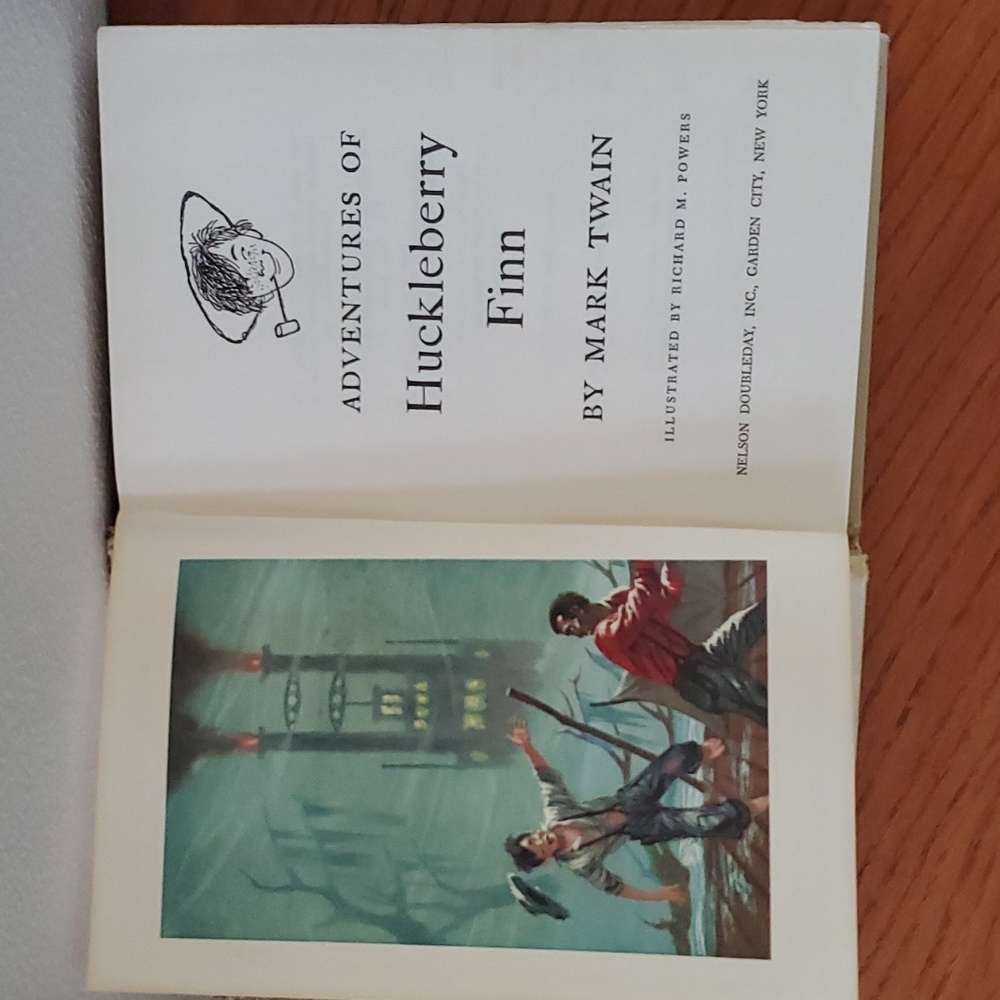 ADVENTURES OF
Huckleberry
Finn
BY MARK TWAIN
ILLUSTRATED BY RICHARD M. POWERS
NELSON DOUBLEDAY, INC., GARDEN CITY, NEW YORK